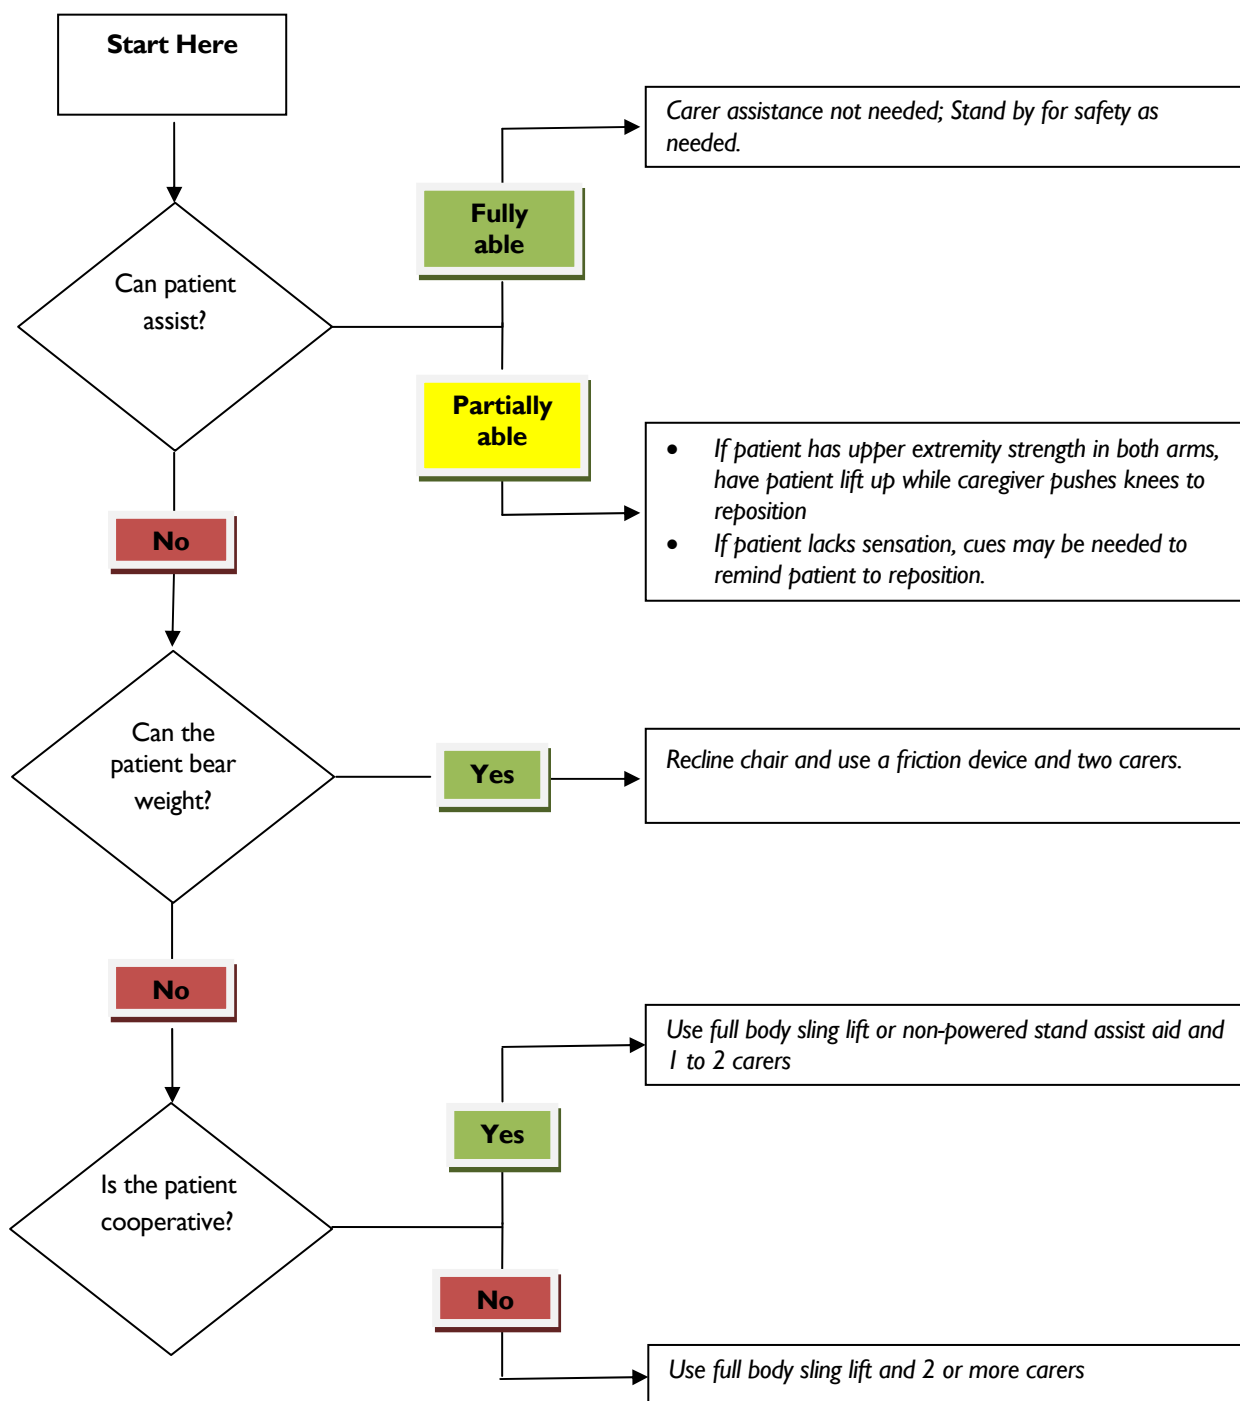 Start Here
Carer assistance not needed; Stand by for safety as
needed.
Fully
able
Can patient
assist?
Partially
able
• If patient has upper extremity strength in both arms,
have patient lift up while caregiver pushes knees to
reposition
• If patient lacks sensation, cues may be needed to
remind patient to reposition.
No
Can the
patient bear
weight?
Yes
Recline chair and use a friction device and two carers.
No
Use full body sling lift or non-powered stand assist aid and
1 to 2 carers
Yes
Is the patient
cooperative?
No
Use full body sling lift and 2 or more carers